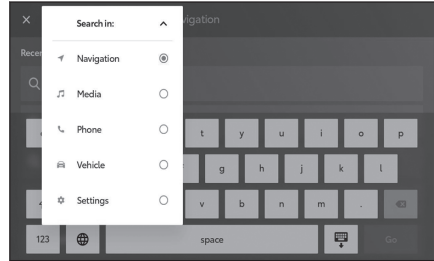 Search in:
vigation
Recen
Navigation
Media
Phone
Vehicle
Settings
t y u i o p
g h j k l
v b n m .
123 space Go